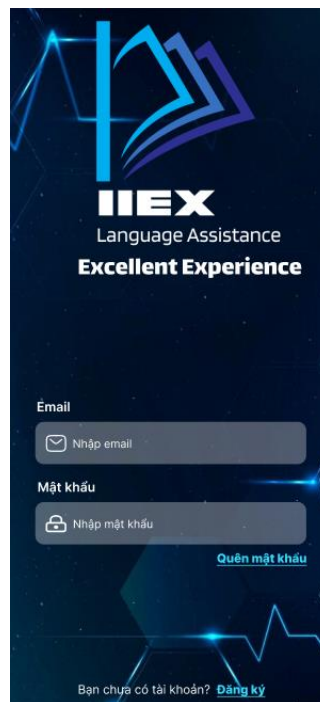 IIEX
Language Assistance
Excellent Experience
Email
Nhập email
Mật khẩu
Nhập mật khẩu
Quên mật khẩu
Bạn chưa có tài khoản? Đăng ký